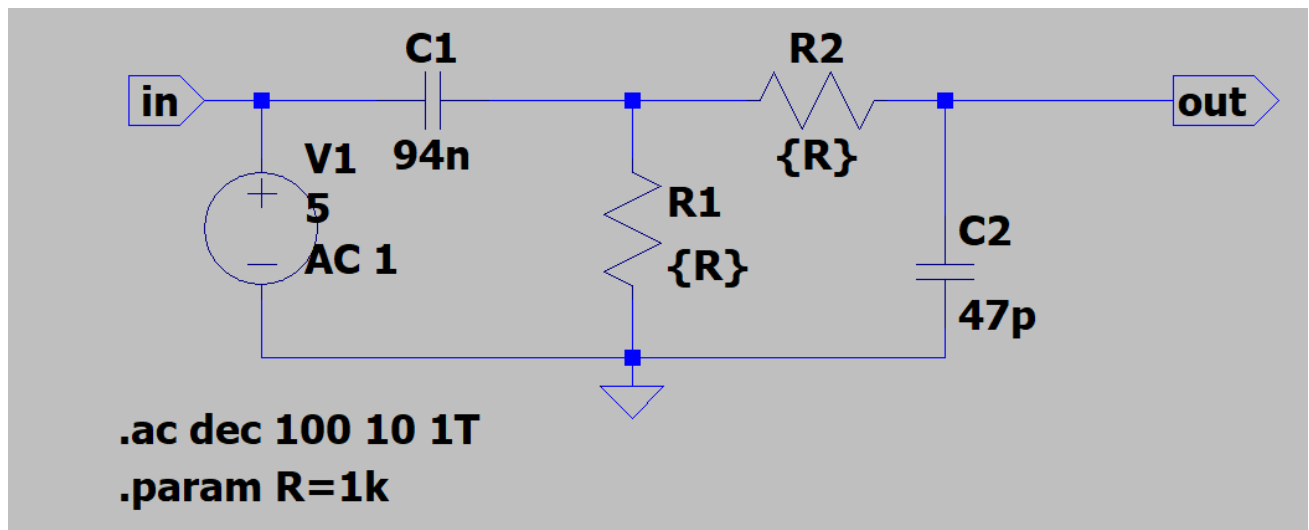 C1
R2
in
out
V1
94n
{R}
5
R1
C2
AC 1
{R}
47p
.ac dec 100 10 1T
.param R=1k